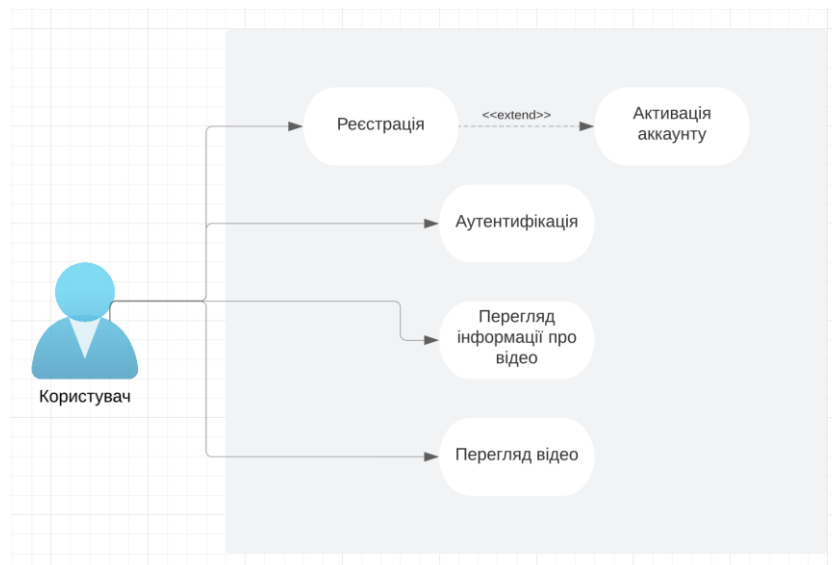 Реєстрація
<<extend>>
Активація
аккаунту
Аутентифікація
Перегляд
інформації про
відео
Користувач
Перегляд відео